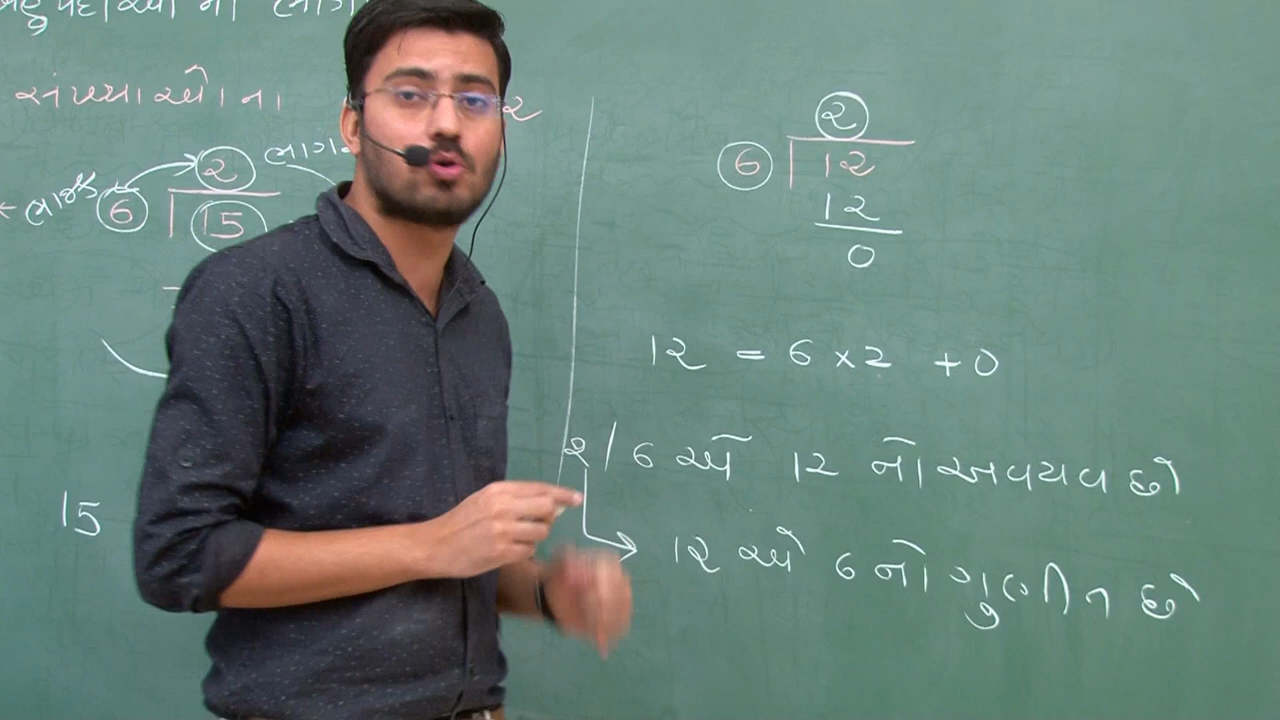 સંખ્યાઓના
ભાજક 6 2 15
15
2
6 12
12
0
12 = 6 x 2 + 0
2 / 6 એ 12 નો અવયવ છે
12 એ 6 નો ગુણીત છે